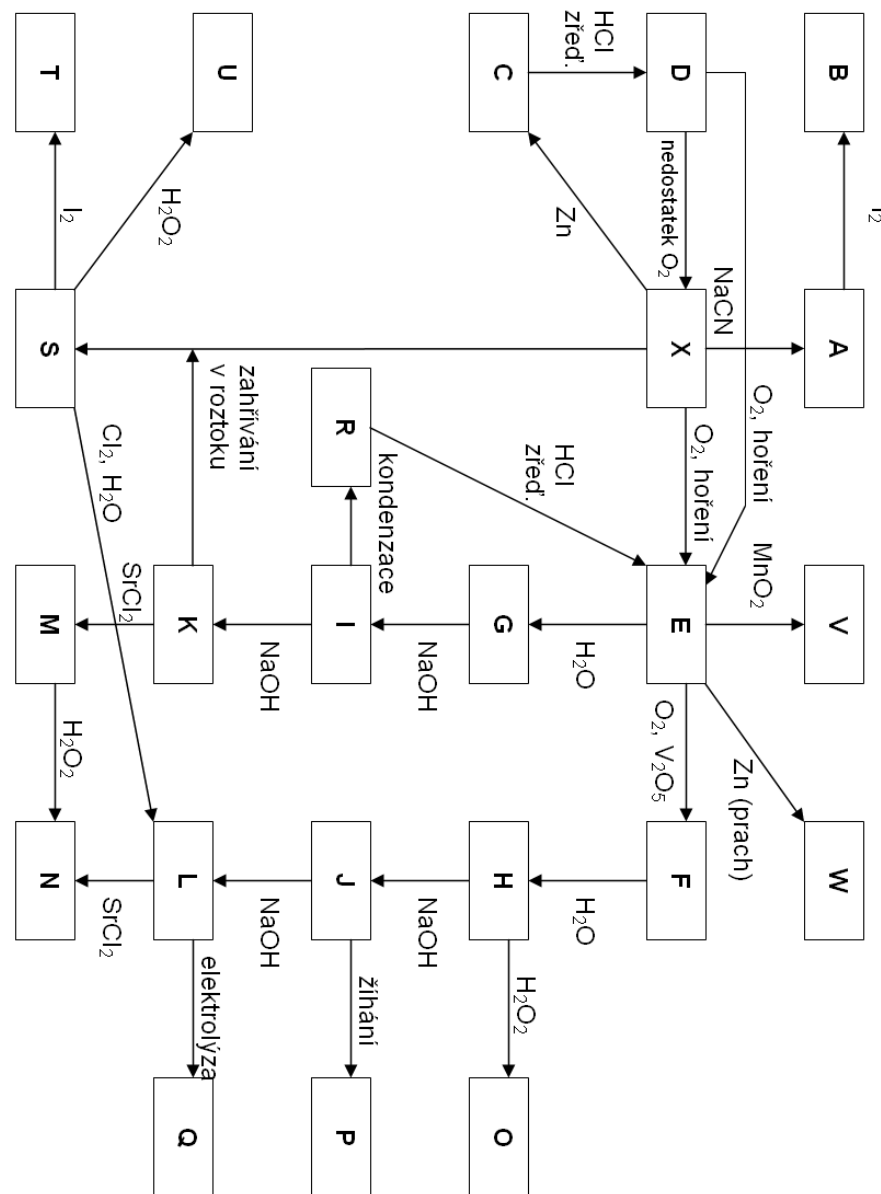 I₂
B
A
V
W
O₂, hoření
MnO₂
Zn (prach)
NaCN
D
nedostatek O₂
X
O₂, hoření
E
O₂, V₂O₅
F
HCl
zřeď.
Zn
HCl
zřeď.
H₂O
H₂O
C
G
H
H₂O₂
O
NaOH
NaOH
kondenzace
R
I
J
žíhání
P
NaOH
NaOH
zahřívání
v roztoku
U
K
L
elektrolýza
Q
H₂O₂
Cl₂, H₂O
SrCl₂
SrCl₂
T
I₂
S
M
H₂O₂
N